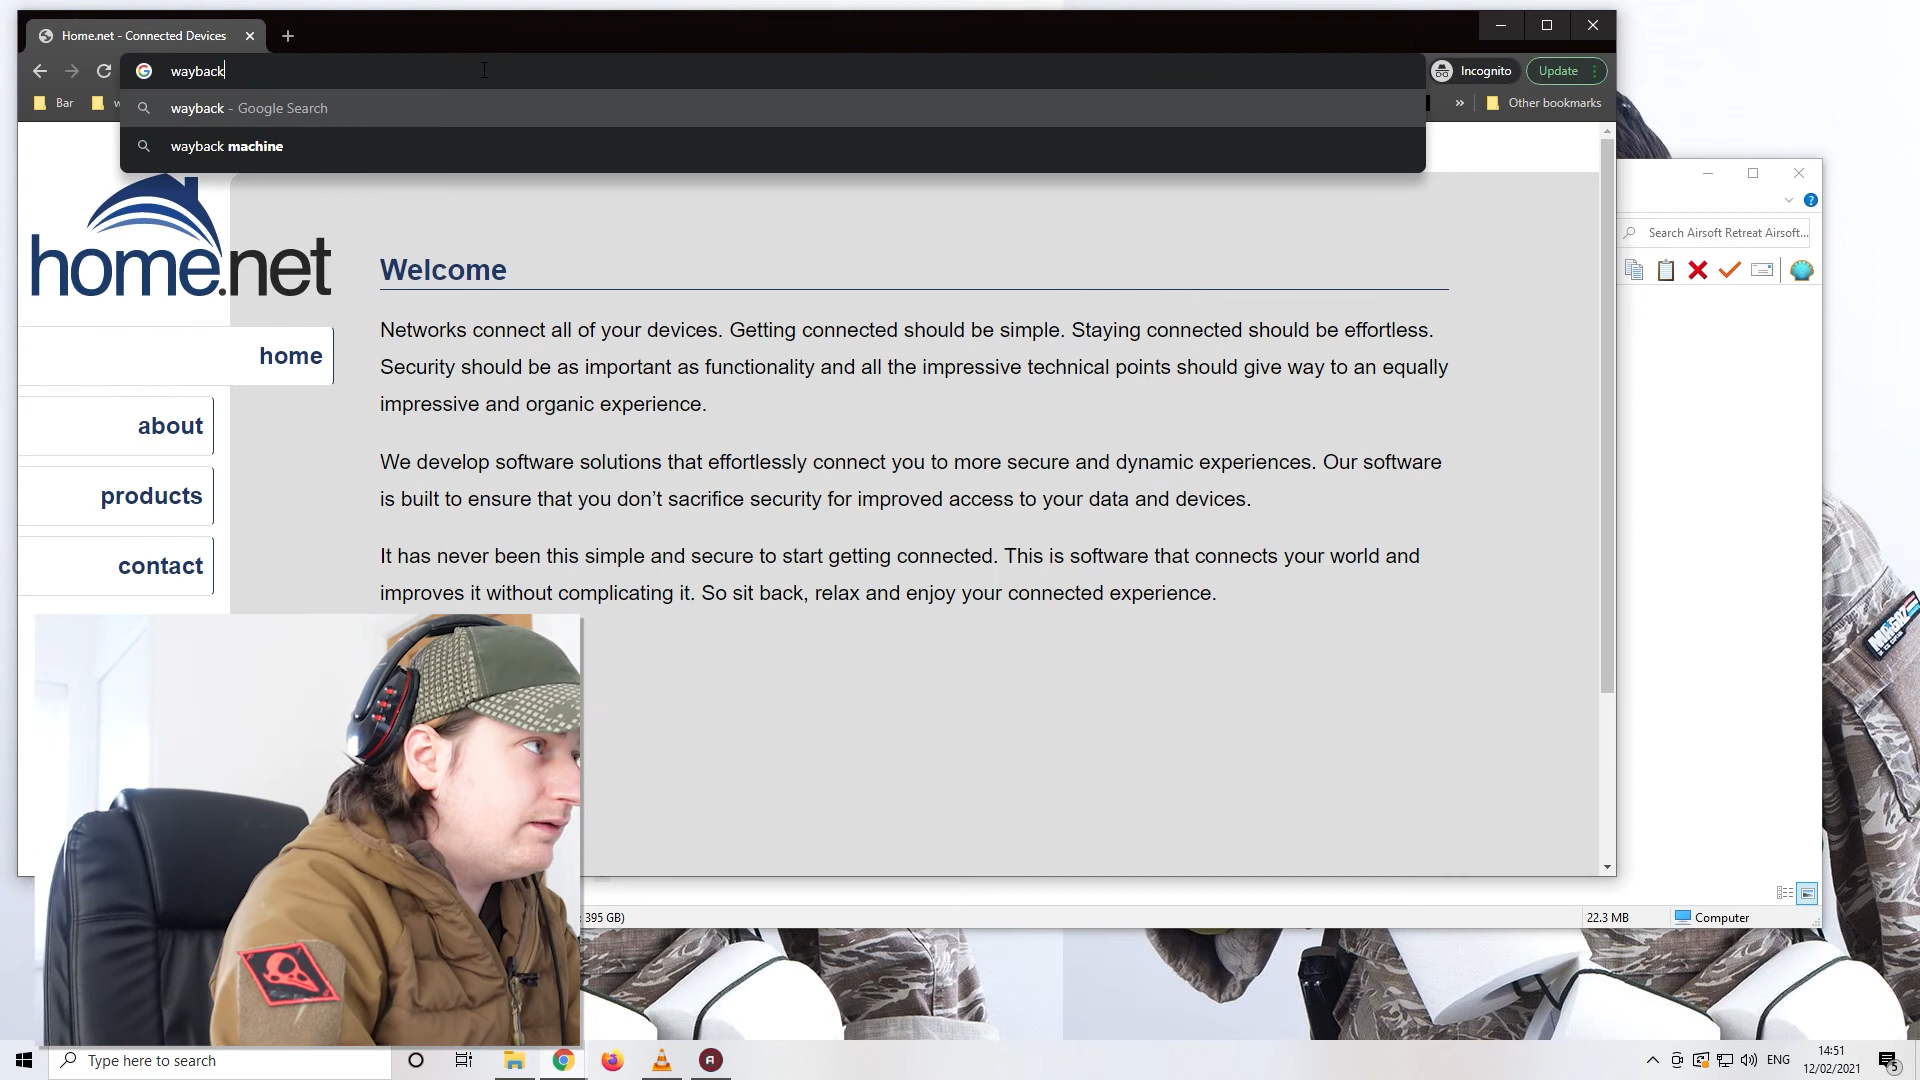 Home.net - Connected Devices
wayback
Incognito
Update
Bar
w
Other bookmarks
wayback - Google Search
wayback machine
home.net
home
about
products
contact
Welcome
Networks connect all of your devices. Getting connected should be simple. Staying connected should be effortless.
Security should be as important as functionality and all the impressive technical points should give way to an equally
impressive and organic experience.
We develop software solutions that effortlessly connect you to more secure and dynamic experiences. Our software
is built to ensure that you don’t sacrifice security for improved access to your data and devices.
It has never been this simple and secure to start getting connected. This is software that connects your world and
improves it without complicating it. So sit back, relax and enjoy your connected experience.
Search Airsoft Retreat Airsoft...
: 395 GB)
22.3 MB
Computer
Type here to search
ENG
14:51
12/02/2021
5